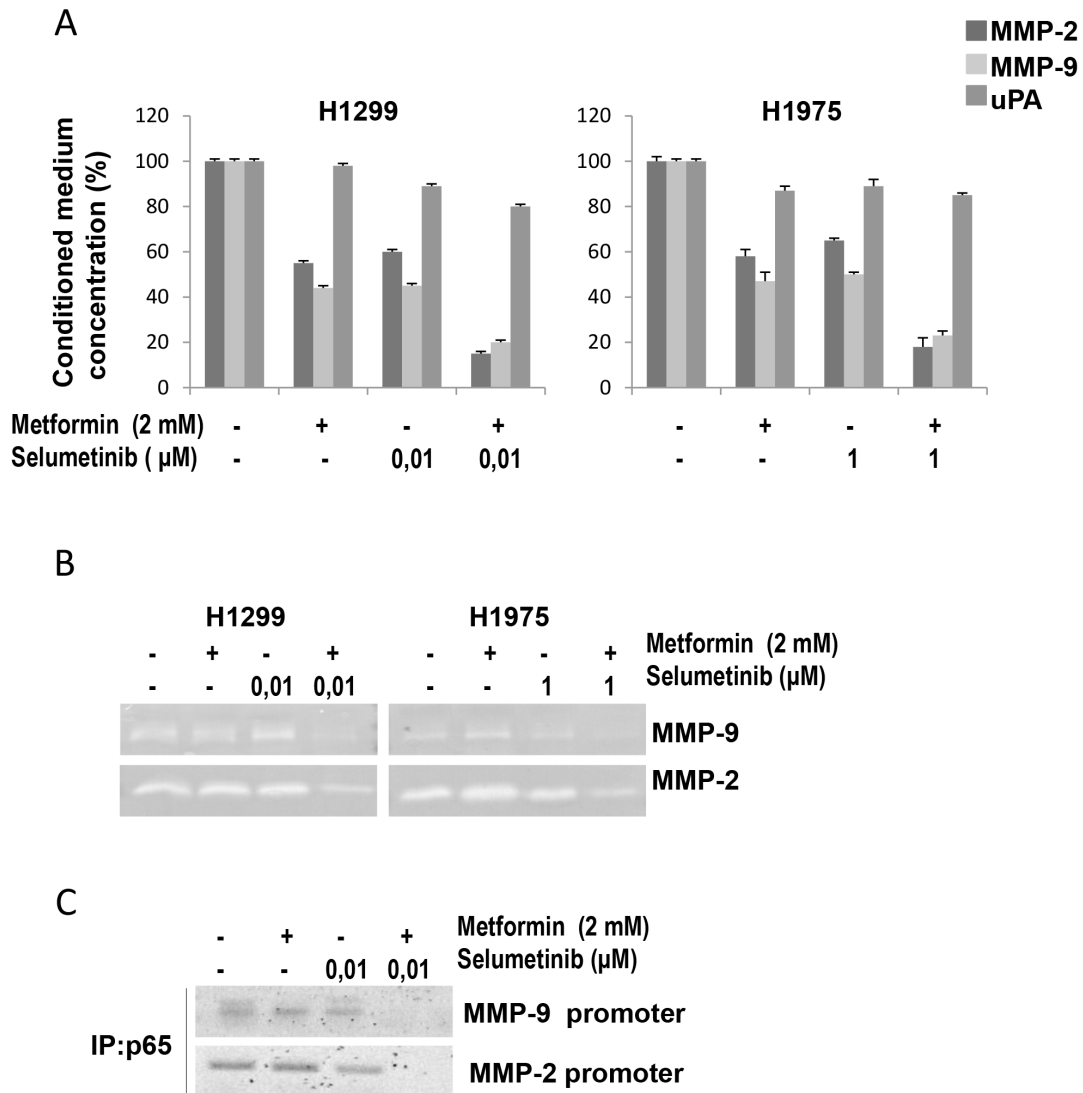 A
MMP-2
MMP-9
uPA
H1299
H1975
Conditioned medium
concentration (%)
120
100
80
60
40
20
0
120
100
80
60
40
20
0
Metformin (2 mM) - + - + - + - +
Selumetinib ( µM) - - 0,01 0,01 - - 1 1
B
H1299 H1975
- + - + - + - + Metformin (2 mM)
- - 0,01 0,01 - - 1 1 Selumetinib (µM)
MMP-9
MMP-2
C
- + - + Metformin (2 mM)
- - 0,01 0,01 Selumetinib (µM)
IP:p65
MMP-9 promoter
MMP-2 promoter